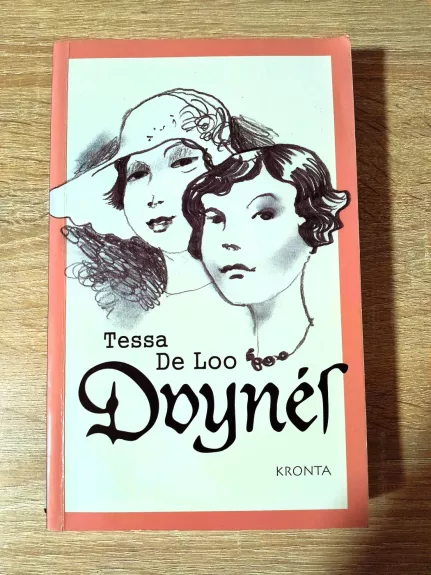 Tessa
De Loo
Dvynės
KRONTA